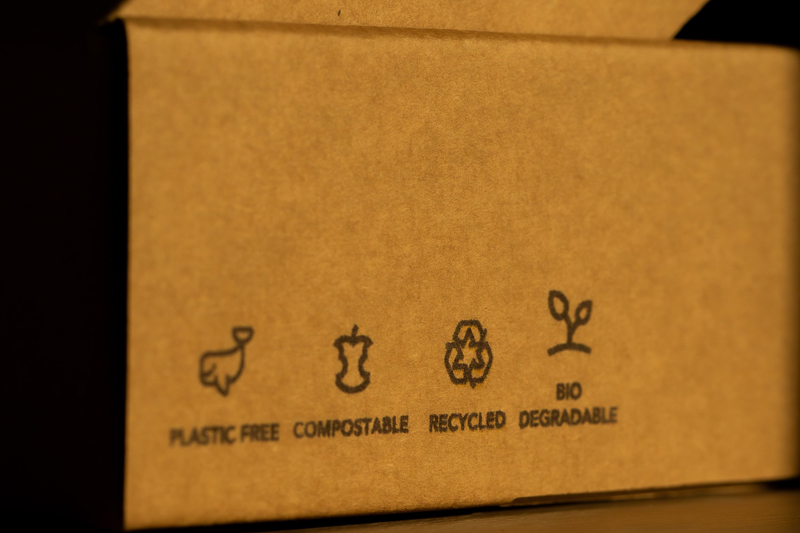 PLASTIC FREE
COMPOSTABLE
RECYCLED
BIO
DEGRADABLE